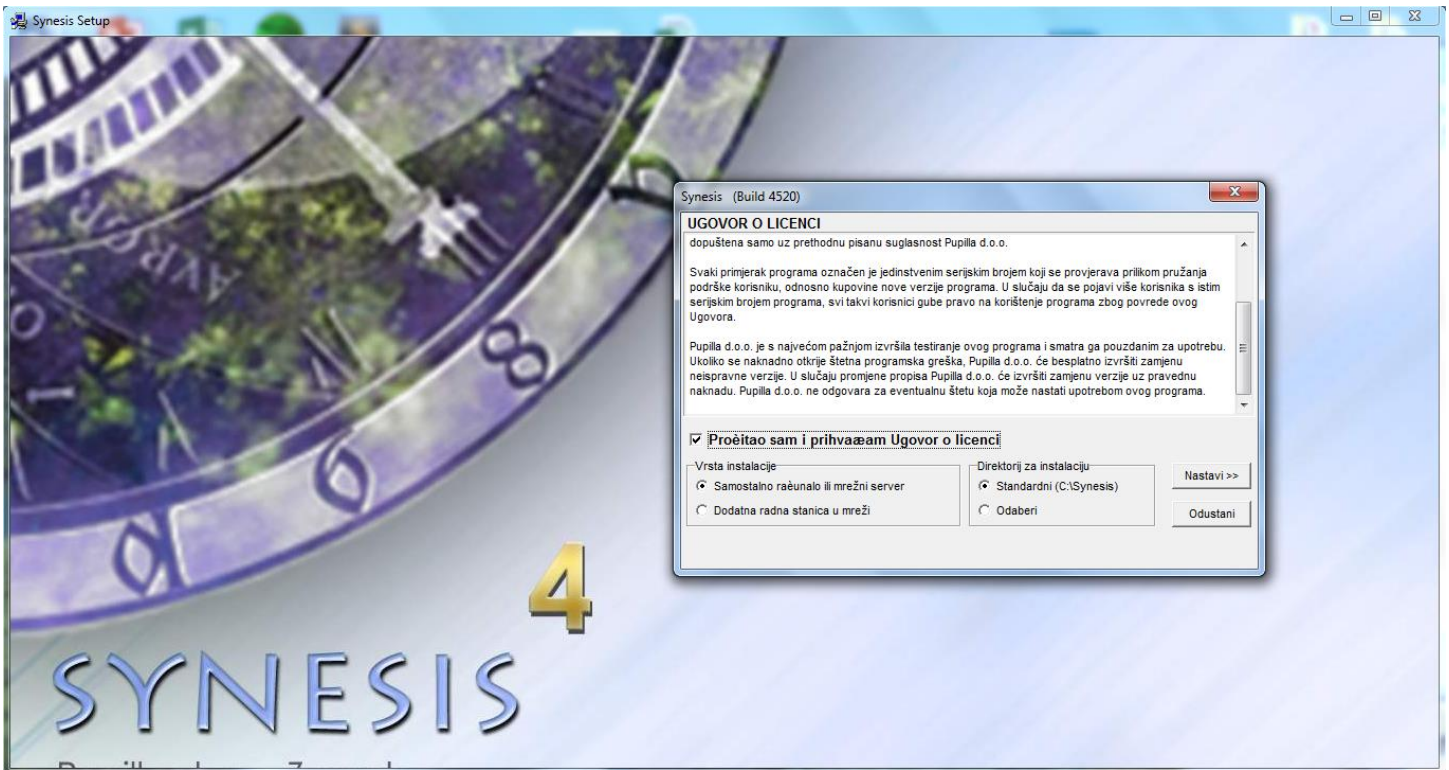 Synesis Setup
AVRGP
8
6
4
SYNESIS
Synesis (Build 4520)
UGOVOR O LICENCI
dopuštena samo uz prethodnu pisanu suglasnost Pupilla d.o.o.
Svaki primjerak programa označen je jedinstvenim serijskim brojem koji se provjerava prilikom pružanja
podrške korisniku, odnosno kupovine nove verzije programa. U slučaju da se pojavi više korisnika s istim
serijskim brojem programa, svi takvi korisnici gube pravo na korištenje programa zbog povrede ovog
Ugovora.
Pupilla d.o.o. je s najvećom pažnjom izvršila testiranje ovog programa i smatra ga pouzdanim za upotrebu.
Ukoliko se naknadno otkrije štetna programska greška, Pupilla d.o.o. će besplatno izvršiti zamjenu
neispravne verzije. U slučaju promjene propisa Pupilla d.o.o. će izvršiti zamjenu verzije uz pravednu
naknadu. Pupilla d.o.o. ne odgovara za eventualnu štetu koja može nastati upotrebom ovog programa.
Proèitao sam i prihvaæam Ugovor o licenci
Vrsta instalacije
Samostalno raèunalo ili mrežni server
Dodatna radna stanica u mreži
Direktorij za instalaciju
Standardni (C:\Synesis)
Odaberi
Nastavi >>
Odustani